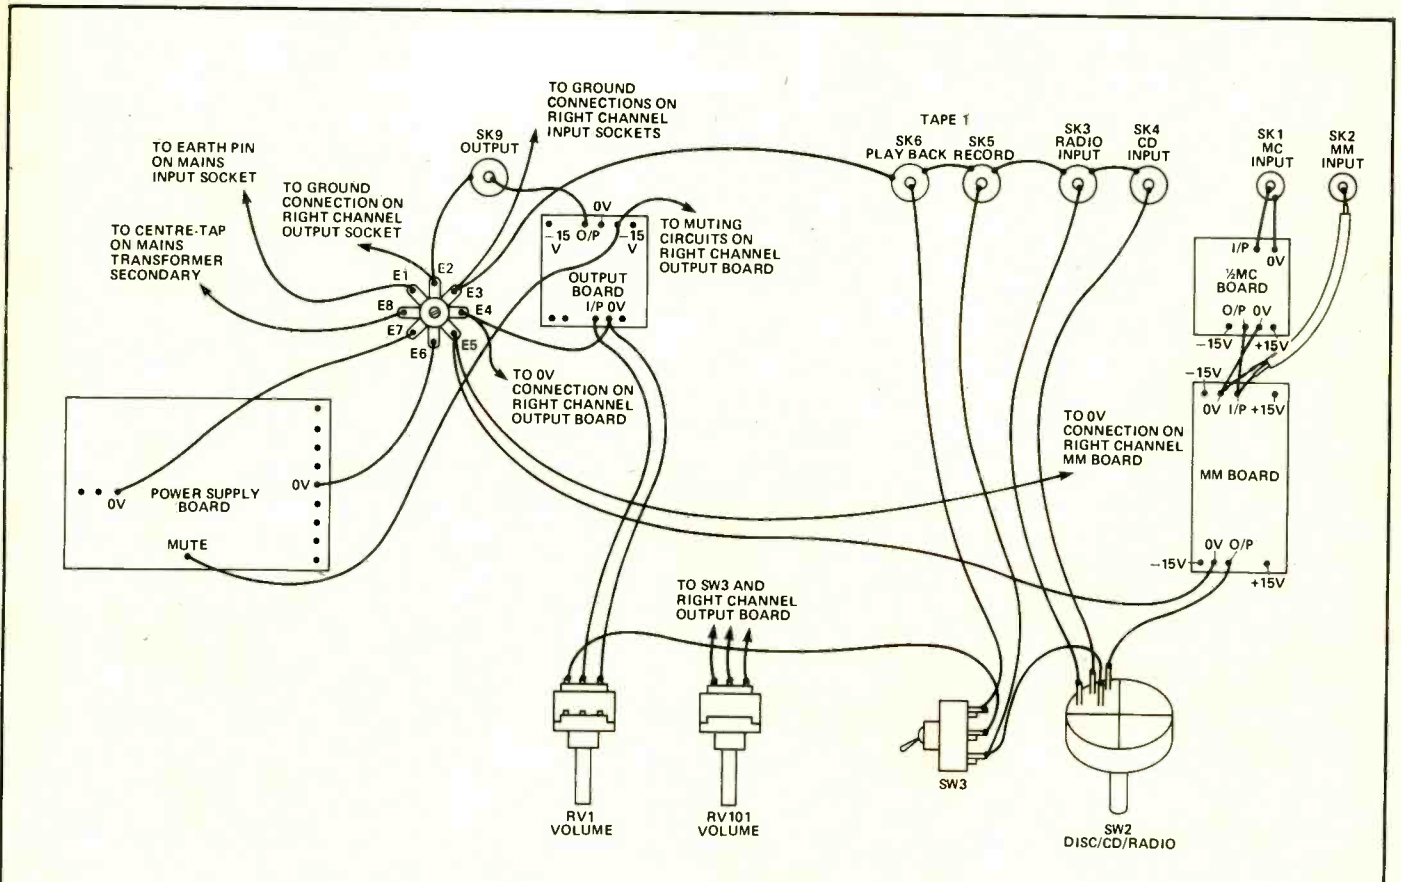 TO GROUND
CONNECTIONS ON
RIGHT CHANNEL
INPUT SOCKETS
TO EARTH PIN
ON MAINS
INPUT SOCKET
SK9
OUTPUT
TO GROUND
CONNECTION ON
RIGHT CHANNEL
OUTPUT SOCKET
TO CENTRE-TAP
ON MAINS
TRANSFORMER
SECONDARY
E1
E2
E3
E4
E5
E6
E7
E8
0V
-15
V
O/P
-15
V
OUTPUT
BOARD
I/P 0V
TO MUTING
CIRCUITS ON
RIGHT CHANNEL
OUTPUT BOARD
TO 0V
CONNECTION ON
RIGHT CHANNEL
OUTPUT BOARD
TAPE 1
SK6
PLAY BACK
SK5
RECORD
SK3
RADIO
INPUT
SK4
CD
INPUT
SK1
MC
INPUT
SK2
MM
INPUT
I/P
0V
½MC
BOARD
O/P 0V
-15V
+15V
-15V
0V I/P +15V
MM BOARD
0V O/P
-15V
+15V
TO 0V
CONNECTION ON
RIGHT CHANNEL
MM BOARD
0V
0V
POWER SUPPLY
BOARD
MUTE
TO SW3 AND
RIGHT CHANNEL
OUTPUT BOARD
RV1
VOLUME
RV101
VOLUME
SW3
SW2
DISC/CD/RADIO